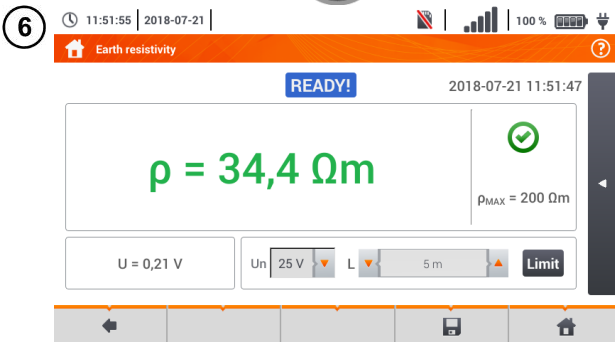 6
11:51:55 2018-07-21 100 %
Earth resistivity ?
READY! 2018-07-21 11:51:47
ρ = 34,4 Ωm
ρMAX = 200 Ωm
U = 0,21 V Un 25 V L 5 m Limit